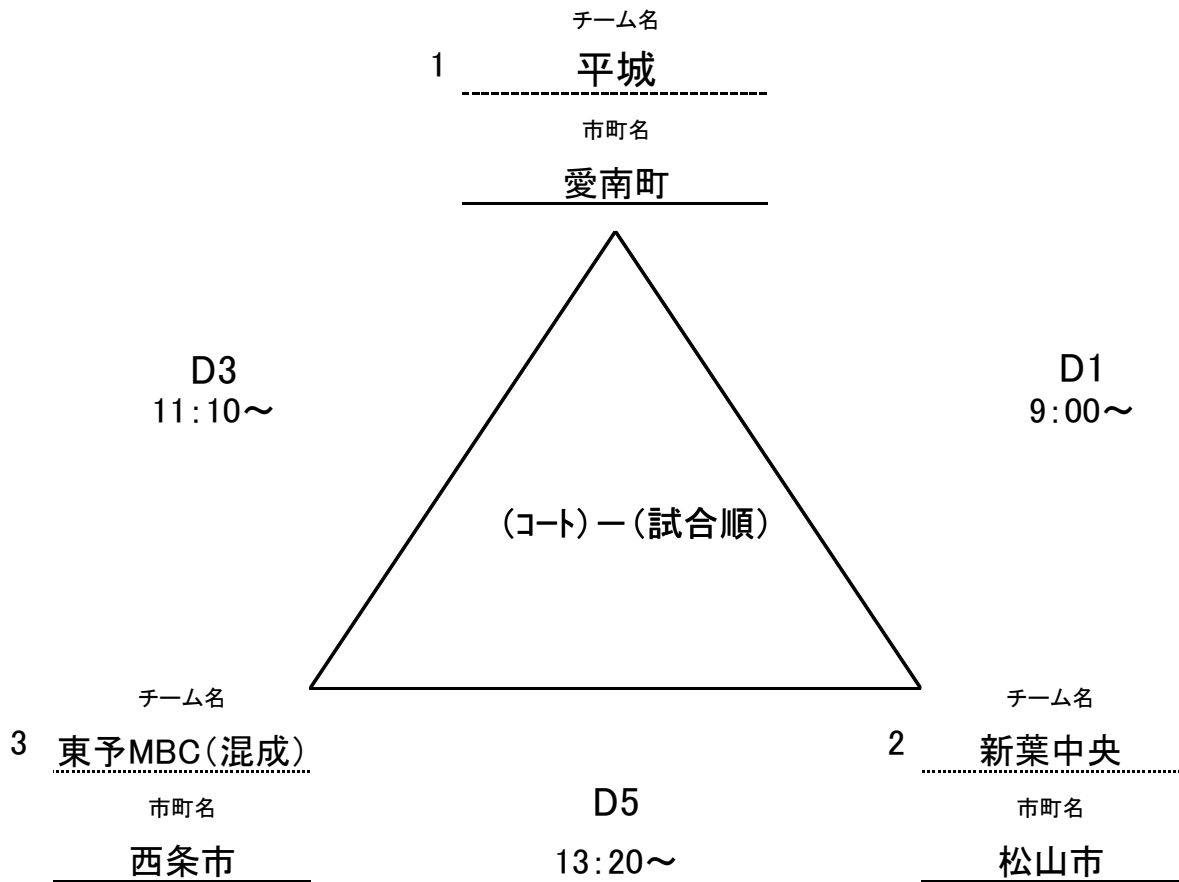 チーム名
1 平城
市町名
愛南町
D3 D1
11:10～ 9:00～
(コート)－(試合順)
チーム名 チーム名
3 東予MBC(混成) 2 新葉中央
市町名 D5 市町名
西条市 13:20～ 松山市